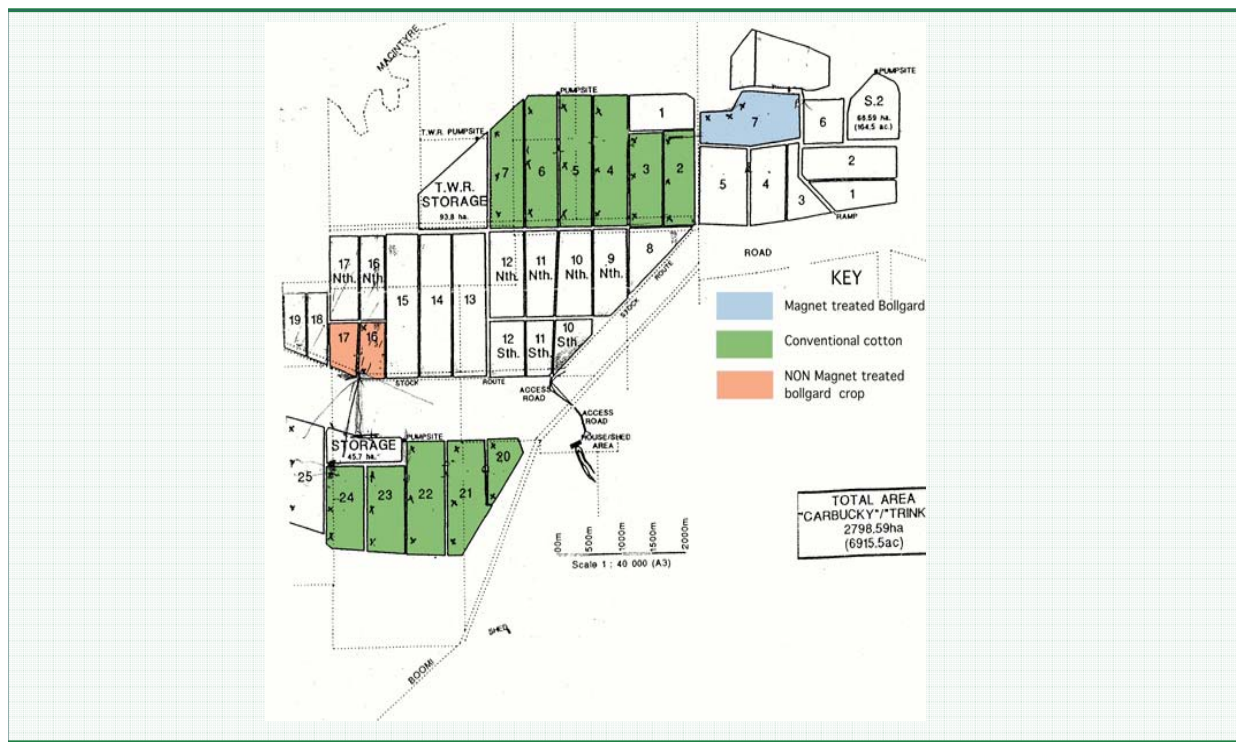 MACINTYRE
PUMPSITE
T.W.R. PUMPSITE
T.W.R.
STORAGE
93.8 ha.
7
6
5
4
3
2
1
7
6
PUMPSITE
S.2
66.59 ha.
(164.5 ac.)
5
4
3
2
1
RAMP
ROAD
17
Nth.
16
Nth.
15
14
13
12
Nth.
11
Nth.
10
Nth.
9
Nth.
8
STOCK
ROUTE
19
18
17
16
12
Sth.
11
Sth.
10
Sth.
STOCK
ROUTE
ACCESS
ROAD
ACCESS
ROAD
HOUSE/SHED
AREA
KEY
Magnet treated Bollgard
Conventional cotton
NON Magnet treated
bollgard crop
STORAGE
45.7 ha.
PUMPSITE
25
24
23
22
21
20
500m
1000m
1500m
2000m
Scale 1 : 40 000 (A3)
TOTAL AREA
"CARBUCKY"/"TRINK
2798.59ha
(6915.5ac)
SHED
BOOMI